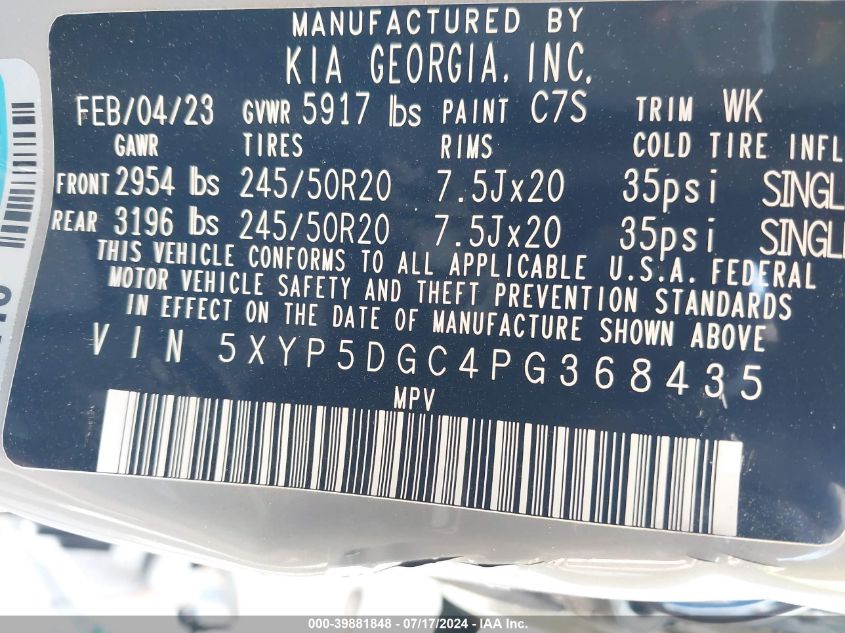 MANUFACTURED BY
KIA GEORGIA, INC.
FEB/04/23 GVWR 5917 lbs PAINT C7S TRIM WK
GAWR TIRES RIMS COLD TIRE INFL
FRONT 2954 lbs 245/50R20 7.5Jx20 35psi SINGL
REAR 3196 lbs 245/50R20 7.5Jx20 35psi SINGL
THIS VEHICLE CONFORMS TO ALL APPLICABLE U.S.A. FEDERAL
MOTOR VEHICLE SAFETY AND THEFT PREVENTION STANDARDS
IN EFFECT ON THE DATE OF MANUFACTURE SHOWN ABOVE
VIN 5XYP5DGC4PG368435
MPV
000-39881848 - 07/17/2024 - IAA Inc.